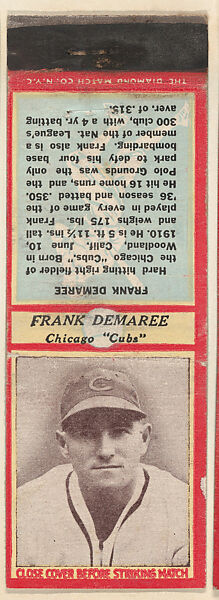 THE DIAMOND MATCH CO. N.Y.C.
FRANK DEMAREE
Hard hitting right fielder of
the Chicago "Cubs." Born in
Woodland, Calif. June 10,
1910. He is 5 ft. 11½ ins. tall
and weighs 175 lbs. Frank
played in every game of the
'36 season and batted .350.
He hit 16 home runs, and the
Polo Grounds was the only
park to defy his four base
bombarding. Frank also is a
member of the Nat. League's
300 club, with a 4 yr. batting
aver. of .315.
FRANK DEMAREE
Chicago "Cubs"
CLOSE COVER BEFORE STRIKING MATCH